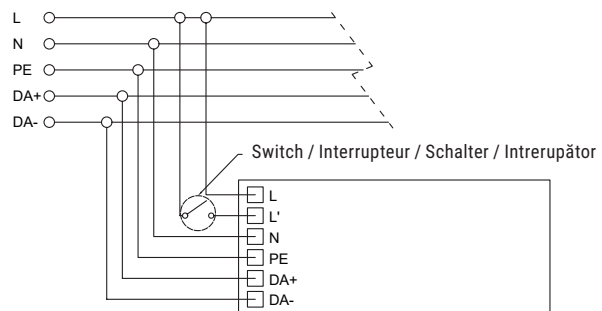 L
N
PE
DA+
DA-
Switch / Interrupteur / Schalter / Intrerupător
L
L'
N
PE
DA+
DA-